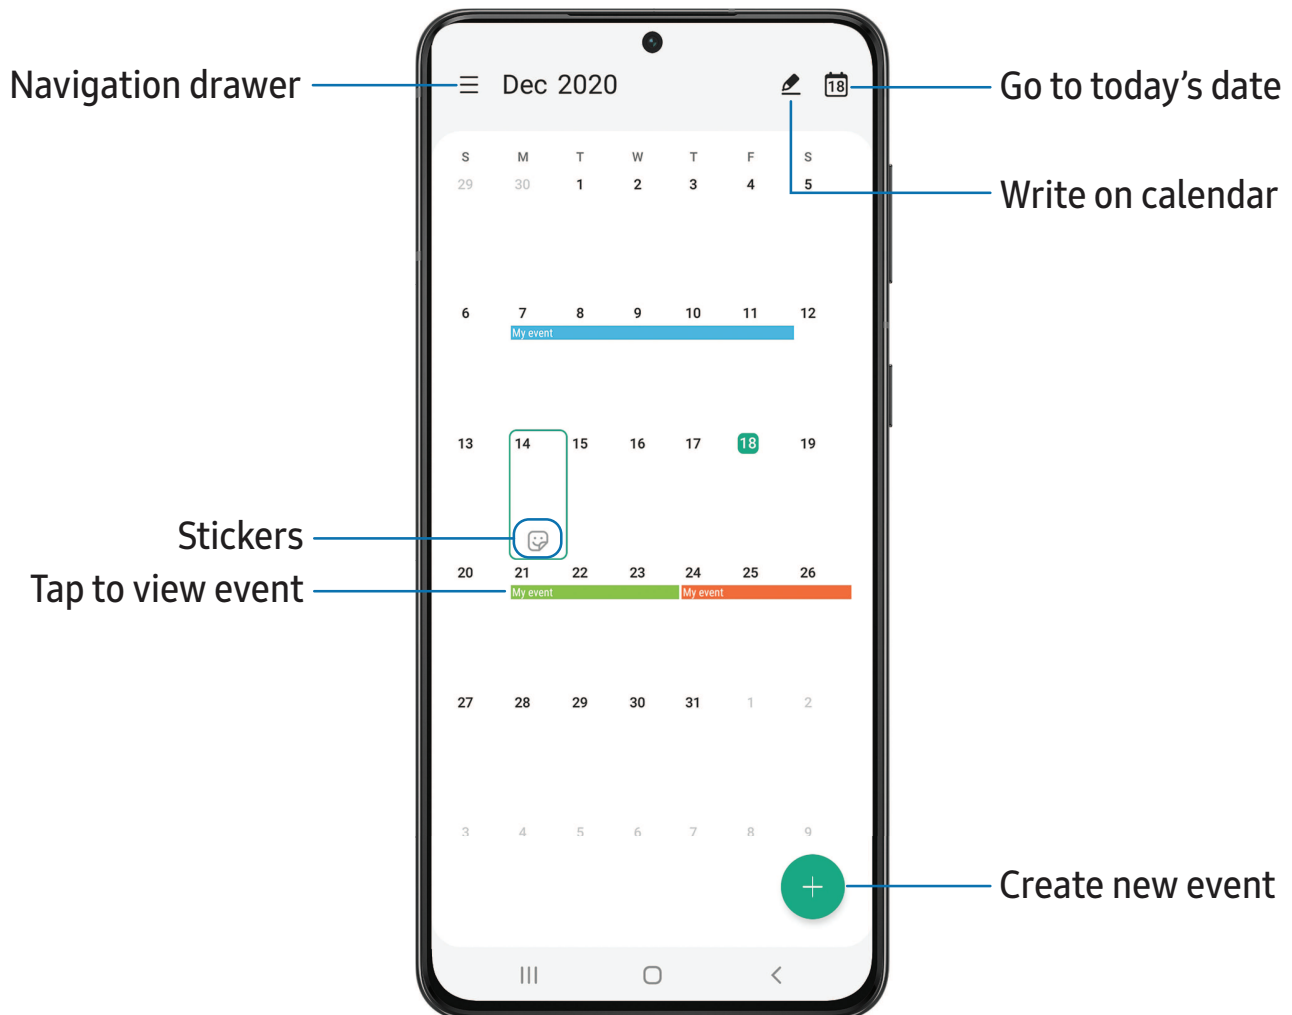 Navigation drawer
Dec 2020
18
Go to today’s date
Write on calendar
S M T W T F S
29 30 1 2 3 4 5
6 7 8 9 10 11 12
My event
13 14 15 16 17 18 19
Stickers
20 21 22 23 24 25 26
Tap to view event
My event My event
27 28 29 30 31 1 2
3 4 5 6 7 8 9
Create new event